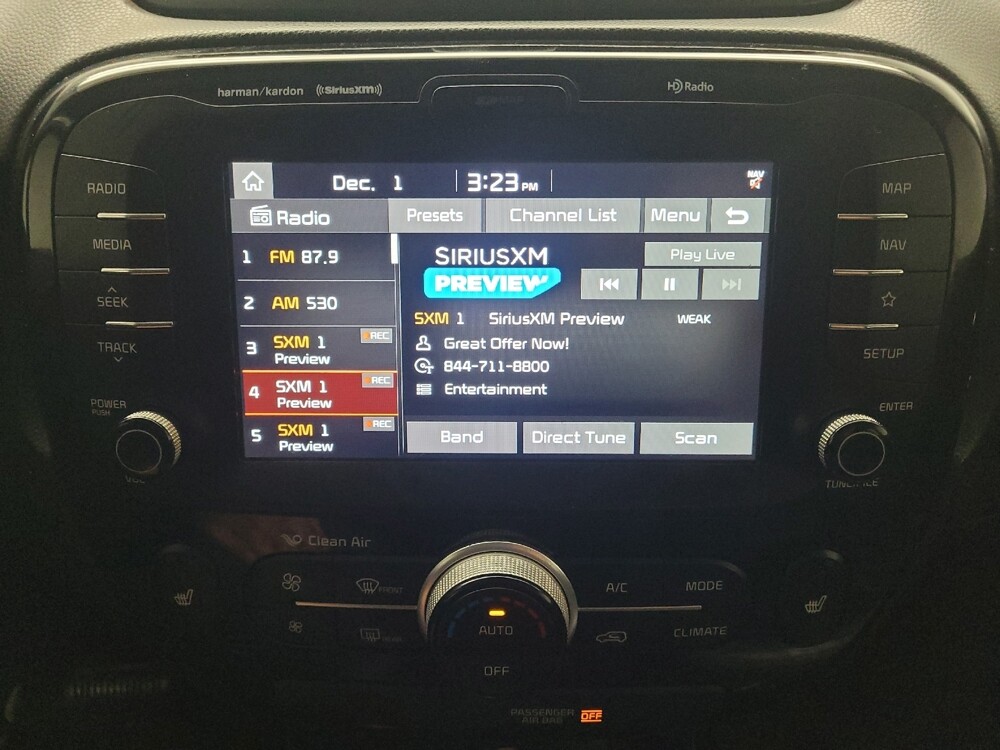 harman/kardon
((SiriusXM))
HD Radio
RADIO
MEDIA
SEEK
TRACK
POWER
PUSH
VOL
Dec. 1
3:23 PM
NAV
Radio
Presets
Channel List
Menu
1 FM 87.9
2 AM 530
3 SXM 1
Preview
REC
4 SXM 1
Preview
REC
5 SXM 1
Preview
REC
SIRIUSXM
PREVIEW
Play Live
SXM 1 SiriusXM Preview WEAK
Great Offer Now!
844-711-8800
Entertainment
Band
Direct Tune
Scan
MAP
NAV
SETUP
ENTER
Clean Air
FRONT
REAR
AUTO
OFF
A/C
MODE
CLIMATE
PASSENGER
AIR BAG
OFF